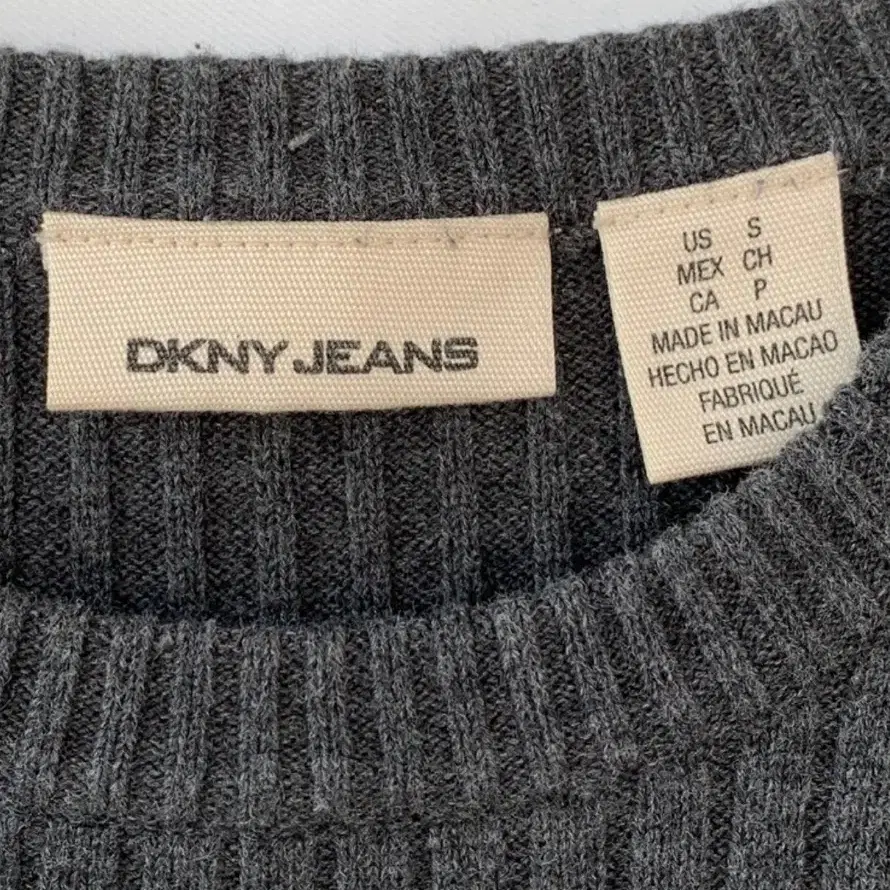 DKNY JEANS
US S
MEX CH
CA P
MADE IN MACAU
HECHO EN MACAO
FABRIQUÉ
EN MACAU